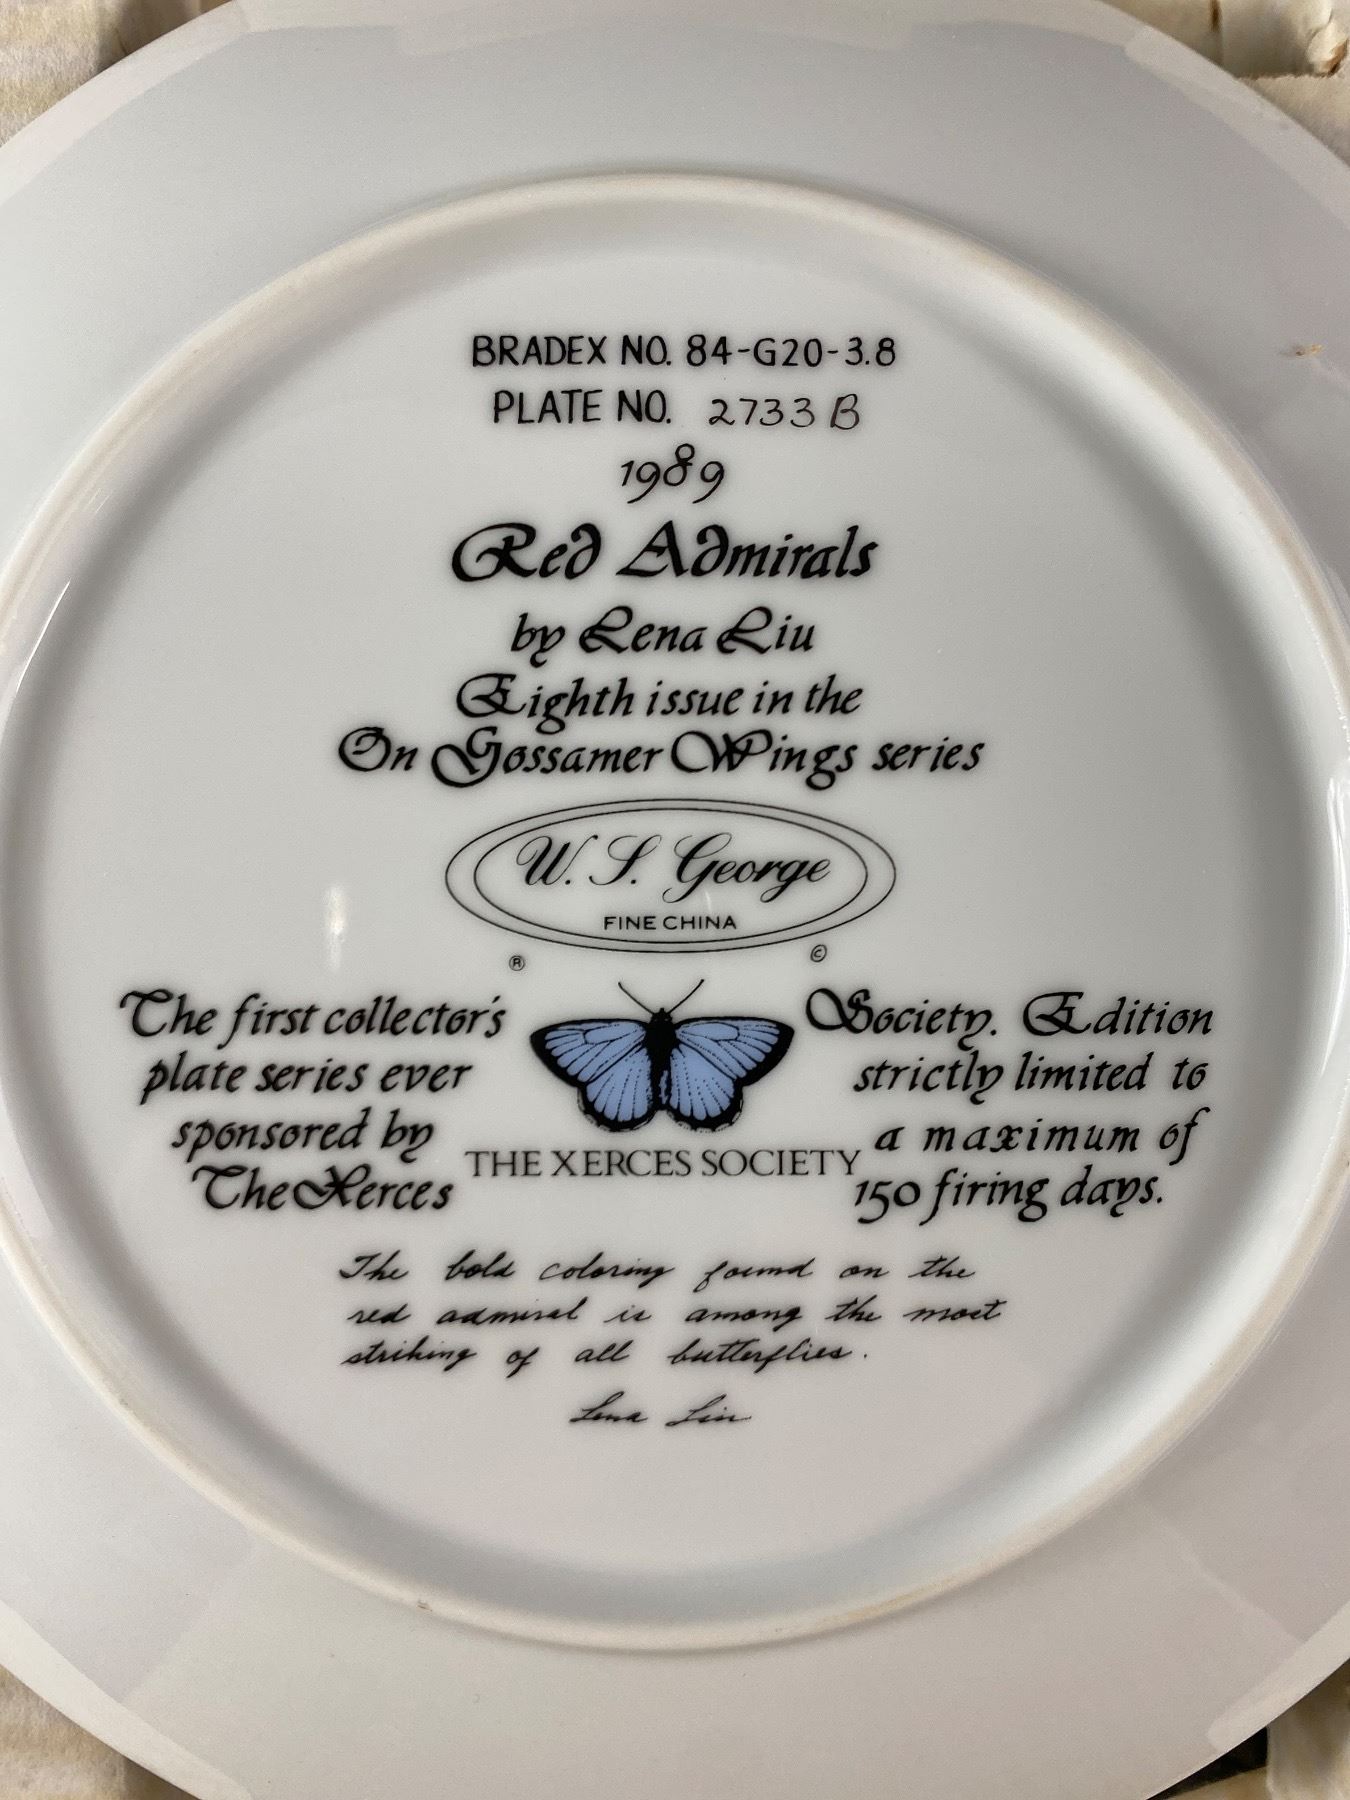 BRADEX NO. 84-G20-3.8
PLATE NO. 2733 B
1989
Red Admirals
by Lena Liu
Eighth issue in the
On Gossamer Wings series
W. S. George
FINE CHINA
® ©
The first collector's
plate series ever
sponsored by
The Xerces
THE XERCES SOCIETY
Society. Edition
strictly limited to
a maximum of
150 firing days.
The bold coloring found on the
red admiral is among the most
striking of all butterflies.
Lena Liu